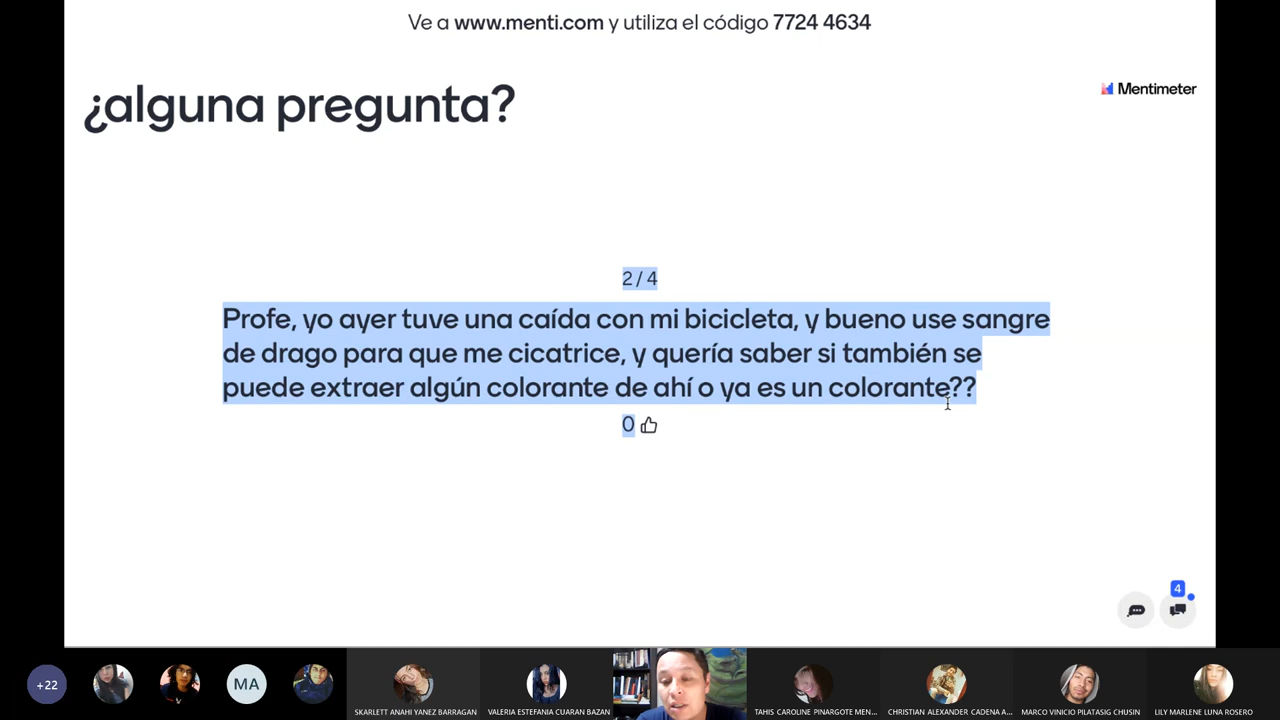 Ve a www.menti.com y utiliza el código 7724 4634
¿alguna pregunta?
Mentimeter
2 / 4
Profe, yo ayer tuve una caída con mi bicicleta, y bueno use sangre
de drago para que me cicatrice, y quería saber si también se
puede extraer algún colorante de ahí o ya es un colorante??
0
4
+22
MA
SKARLETT ANAHI YANEZ BARRAGAN
VALERIA ESTEFANIA CUARAN BAZAN
TAHIS CAROLINE PINARGOTE MEN...
CHRISTIAN ALEXANDER CADENA A...
MARCO VINICIO PILATASIG CHUSIN
LILY MARLENE LUNA ROSERO